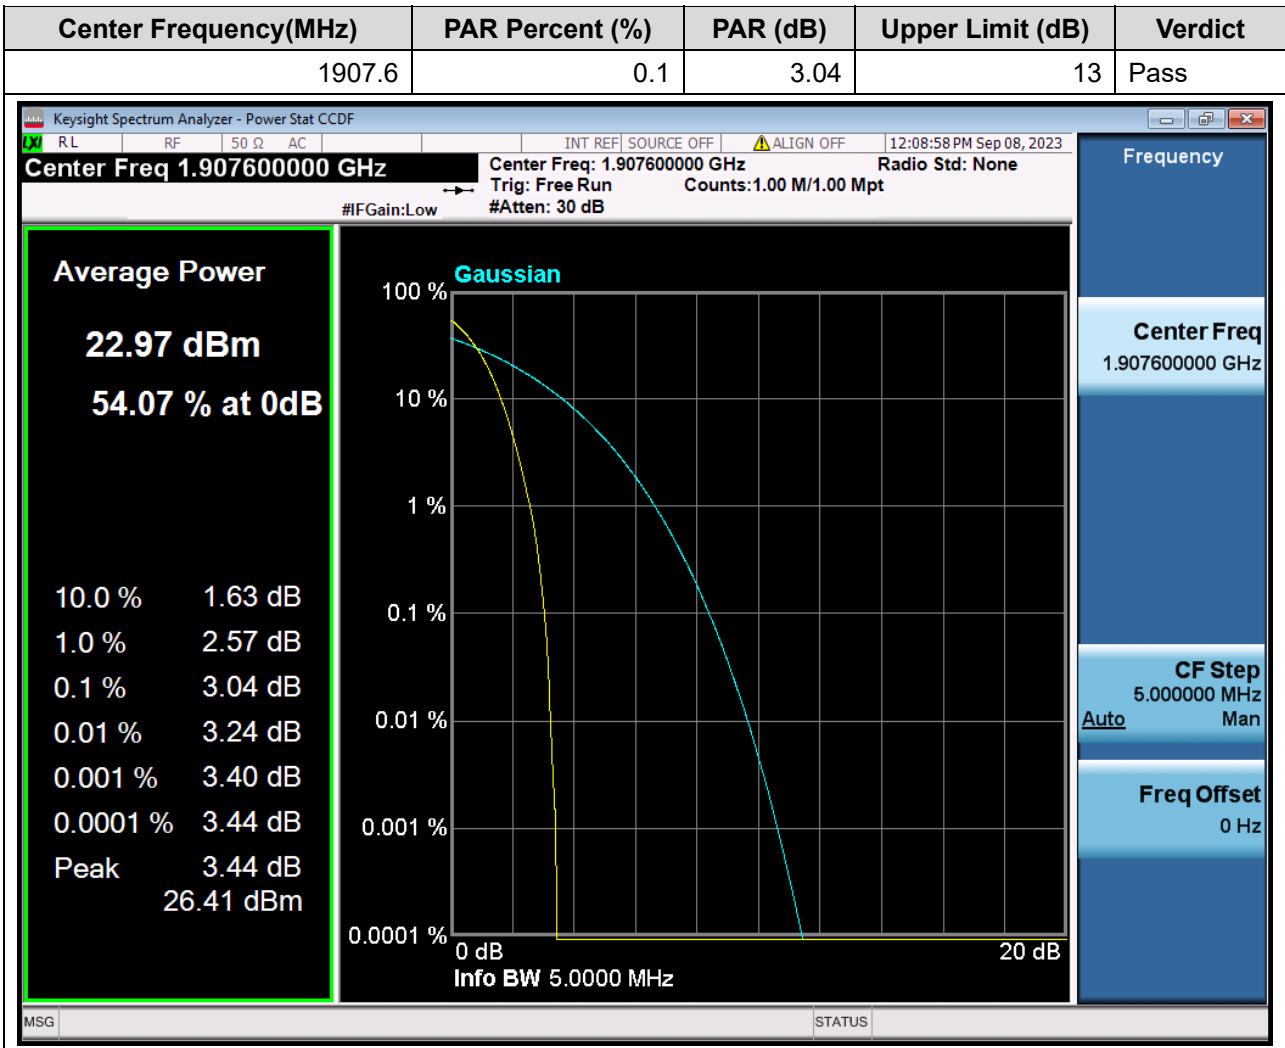 Center Frequency(MHz) PAR Percent (%) PAR (dB) Upper Limit (dB) Verdict
1907.6 0.1 3.04 13 Pass
Keysight Spectrum Analyzer - Power Stat CCDF
LXI RL RF 50 Ω AC INT REF SOURCE OFF ALIGN OFF 12:08:58 PM Sep 08, 2023
Center Freq 1.907600000 GHz
#IFGain:Low
Center Freq: 1.907600000 GHz Radio Std: None
Trig: Free Run Counts:1.00 M/1.00 Mpt
#Atten: 30 dB
Average Power
22.97 dBm
54.07 % at 0dB
10.0 % 1.63 dB
1.0 % 2.57 dB
0.1 % 3.04 dB
0.01 % 3.24 dB
0.001 % 3.40 dB
0.0001 % 3.44 dB
Peak 3.44 dB
26.41 dBm
Gaussian
100 %
10 %
1 %
0.1 %
0.01 %
0.001 %
0.0001 %
0 dB 20 dB
Info BW 5.0000 MHz
Frequency
Center Freq
1.907600000 GHz
CF Step
5.000000 MHz
Auto Man
Freq Offset
0 Hz
MSG STATUS